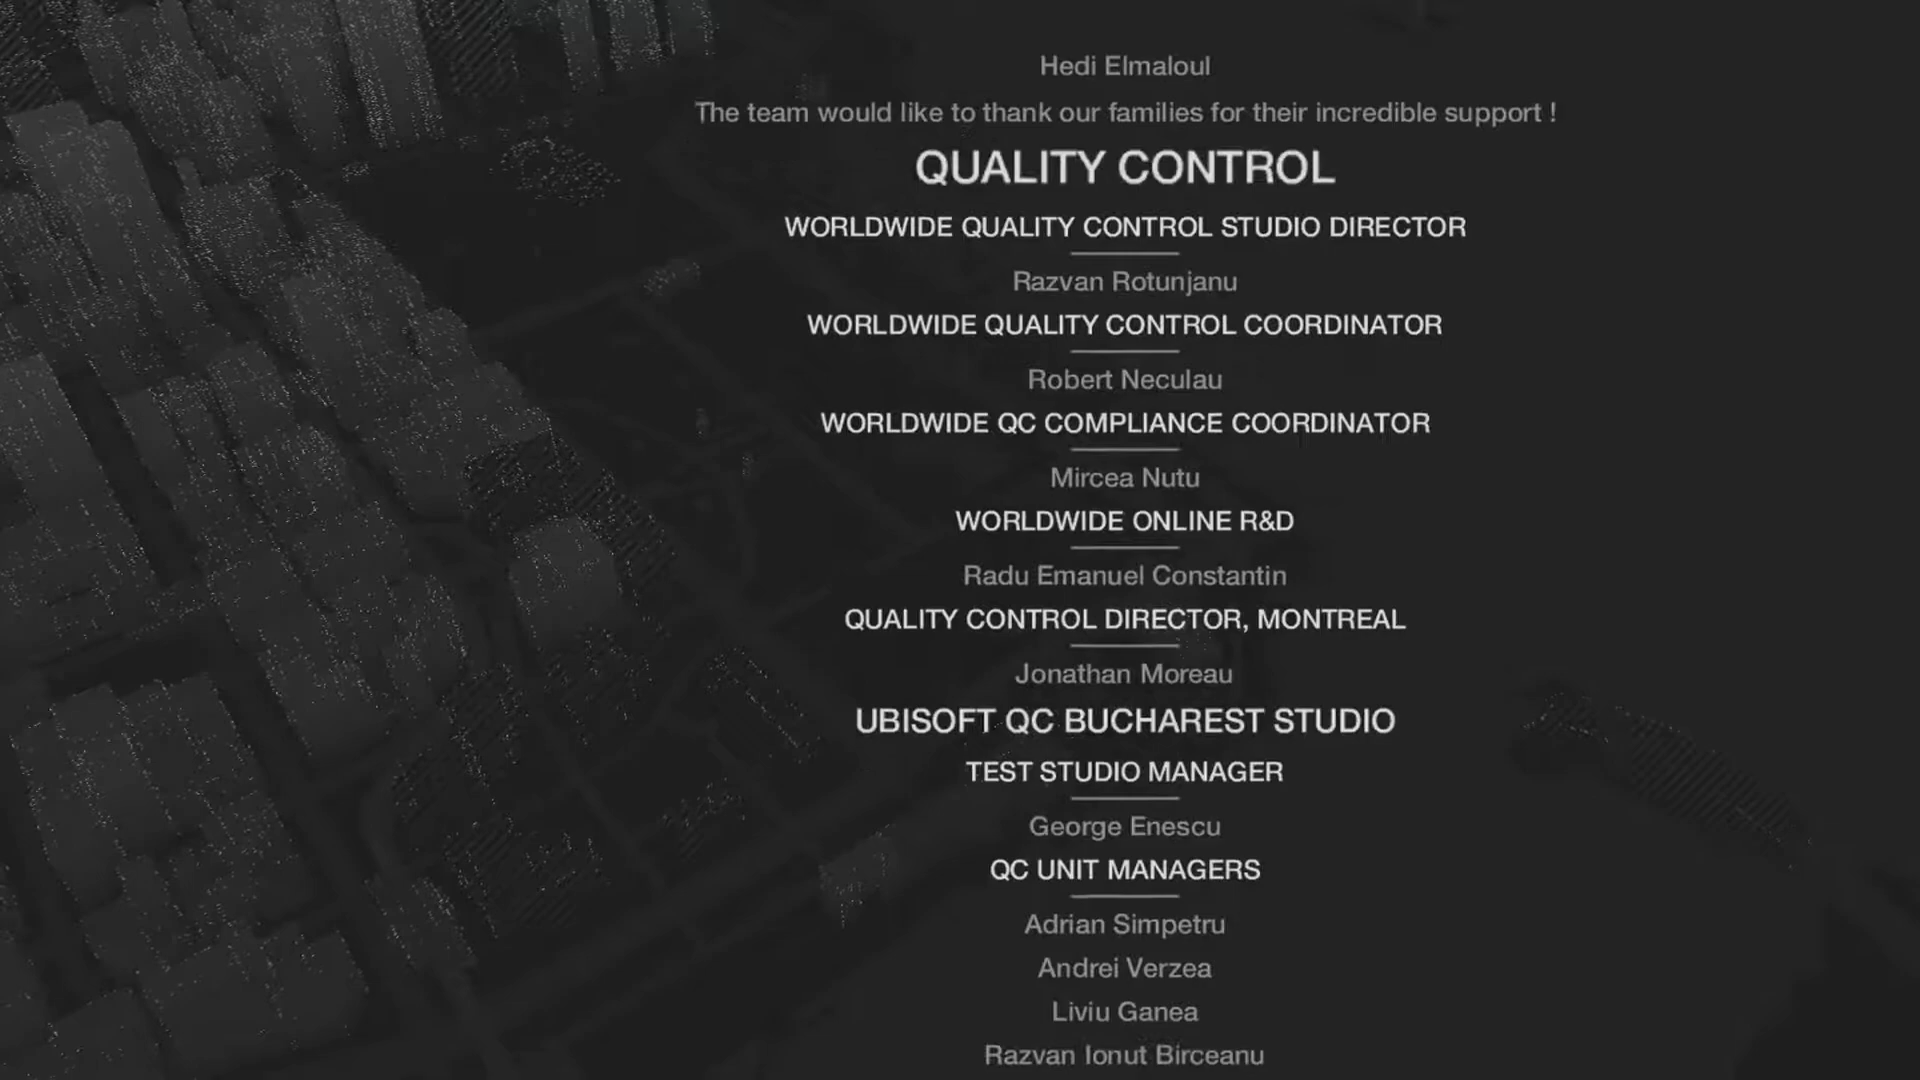 Hedi Elmaloul
The team would like to thank our families for their incredible support !
QUALITY CONTROL
WORLDWIDE QUALITY CONTROL STUDIO DIRECTOR
Razvan Rotunjanu
WORLDWIDE QUALITY CONTROL COORDINATOR
Robert Neculau
WORLDWIDE QC COMPLIANCE COORDINATOR
Mircea Nutu
WORLDWIDE ONLINE R&D
Radu Emanuel Constantin
QUALITY CONTROL DIRECTOR, MONTREAL
Jonathan Moreau
UBISOFT QC BUCHAREST STUDIO
TEST STUDIO MANAGER
George Enescu
QC UNIT MANAGERS
Adrian Simpetru
Andrei Verzea
Liviu Ganea
Razvan Ionut Birceanu